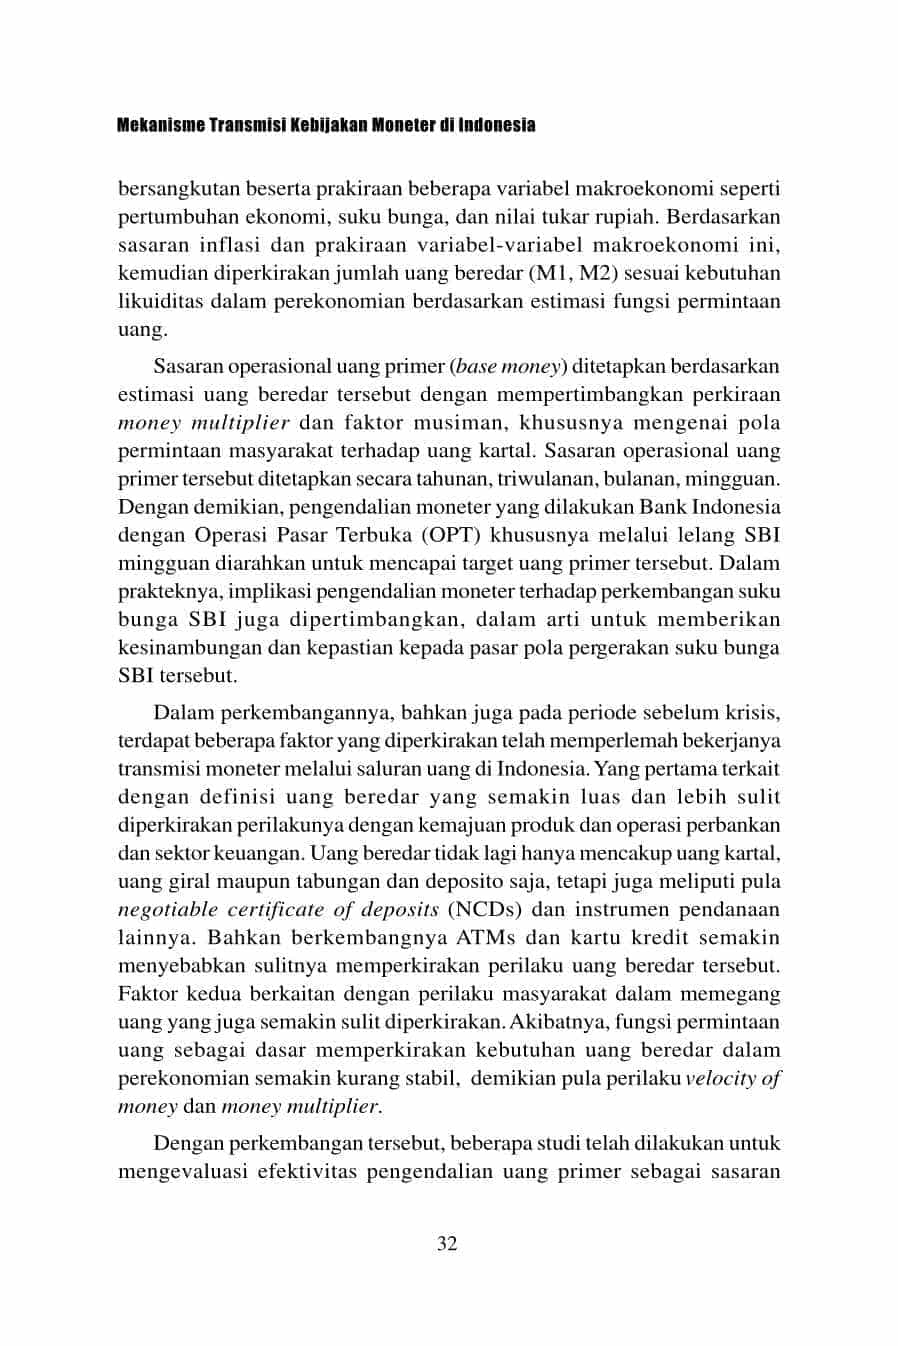 Mekanisme Transmisi Kebijakan Moneter di Indonesia
bersangkutan beserta prakiraan beberapa variabel makroekonomi seperti
pertumbuhan ekonomi, suku bunga, dan nilai tukar rupiah. Berdasarkan
sasaran inflasi dan prakiraan variabel-variabel makroekonomi ini,
kemudian diperkirakan jumlah uang beredar (M1, M2) sesuai kebutuhan
likuiditas dalam perekonomian berdasarkan estimasi fungsi permintaan
uang.
Sasaran operasional uang primer (base money) ditetapkan berdasarkan
estimasi uang beredar tersebut dengan mempertimbangkan perkiraan
money multiplier dan faktor musiman, khususnya mengenai pola
permintaan masyarakat terhadap uang kartal. Sasaran operasional uang
primer tersebut ditetapkan secara tahunan, triwulanan, bulanan, mingguan.
Dengan demikian, pengendalian moneter yang dilakukan Bank Indonesia
dengan Operasi Pasar Terbuka (OPT) khususnya melalui lelang SBI
mingguan diarahkan untuk mencapai target uang primer tersebut. Dalam
prakteknya, implikasi pengendalian moneter terhadap perkembangan suku
bunga SBI juga dipertimbangkan, dalam arti untuk memberikan
kesinambungan dan kepastian kepada pasar pola pergerakan suku bunga
SBI tersebut.
Dalam perkembangannya, bahkan juga pada periode sebelum krisis,
terdapat beberapa faktor yang diperkirakan telah memperlemah bekerjanya
transmisi moneter melalui saluran uang di Indonesia. Yang pertama terkait
dengan definisi uang beredar yang semakin luas dan lebih sulit
diperkirakan perilakunya dengan kemajuan produk dan operasi perbankan
dan sektor keuangan. Uang beredar tidak lagi hanya mencakup uang kartal,
uang giral maupun tabungan dan deposito saja, tetapi juga meliputi pula
negotiable certificate of deposits (NCDs) dan instrumen pendanaan
lainnya. Bahkan berkembangnya ATMs dan kartu kredit semakin
menyebabkan sulitnya memperkirakan perilaku uang beredar tersebut.
Faktor kedua berkaitan dengan perilaku masyarakat dalam memegang
uang yang juga semakin sulit diperkirakan. Akibatnya, fungsi permintaan
uang sebagai dasar memperkirakan kebutuhan uang beredar dalam
perekonomian semakin kurang stabil, demikian pula perilaku velocity of
money dan money multiplier.
Dengan perkembangan tersebut, beberapa studi telah dilakukan untuk
mengevaluasi efektivitas pengendalian uang primer sebagai sasaran
32